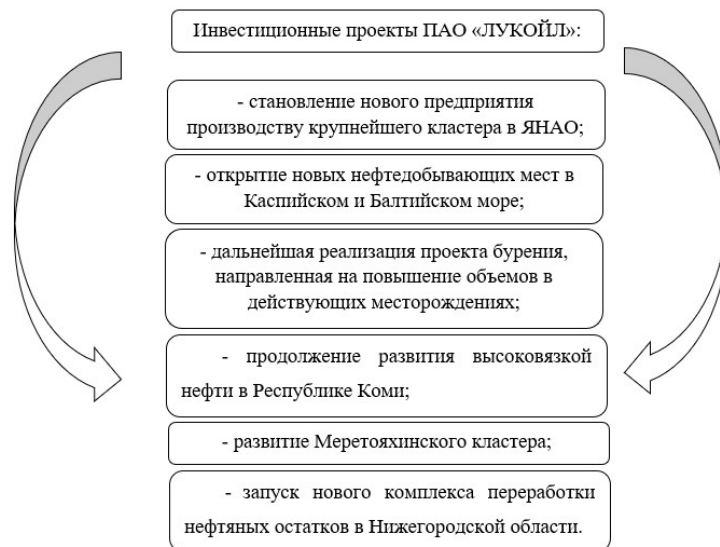 Инвестиционные проекты ПАО «ЛУКОЙЛ»:
- становление нового предприятия
производству крупнейшего кластера в ЯНАО;
- открытие новых нефтедобывающих мест в
Каспийском и Балтийском море;
- дальнейшая реализация проекта бурения,
направленная на повышение объемов в
действующих месторождениях;
- продолжение развития высоковязкой
нефти в Республике Коми;
- развитие Меретояхинского кластера;
- запуск нового комплекса переработки
нефтяных остатков в Нижегородской области.